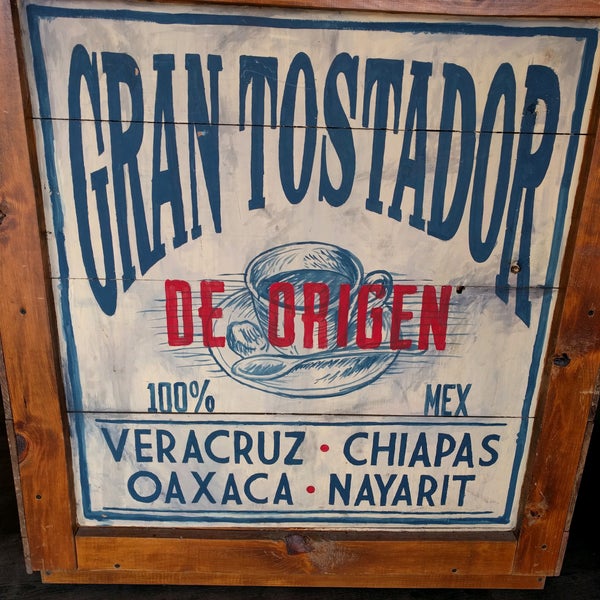 GRAN TOSTADOR
DE ORIGEN
100% MEX
VERACRUZ • CHIAPAS
OAXACA • NAYARIT